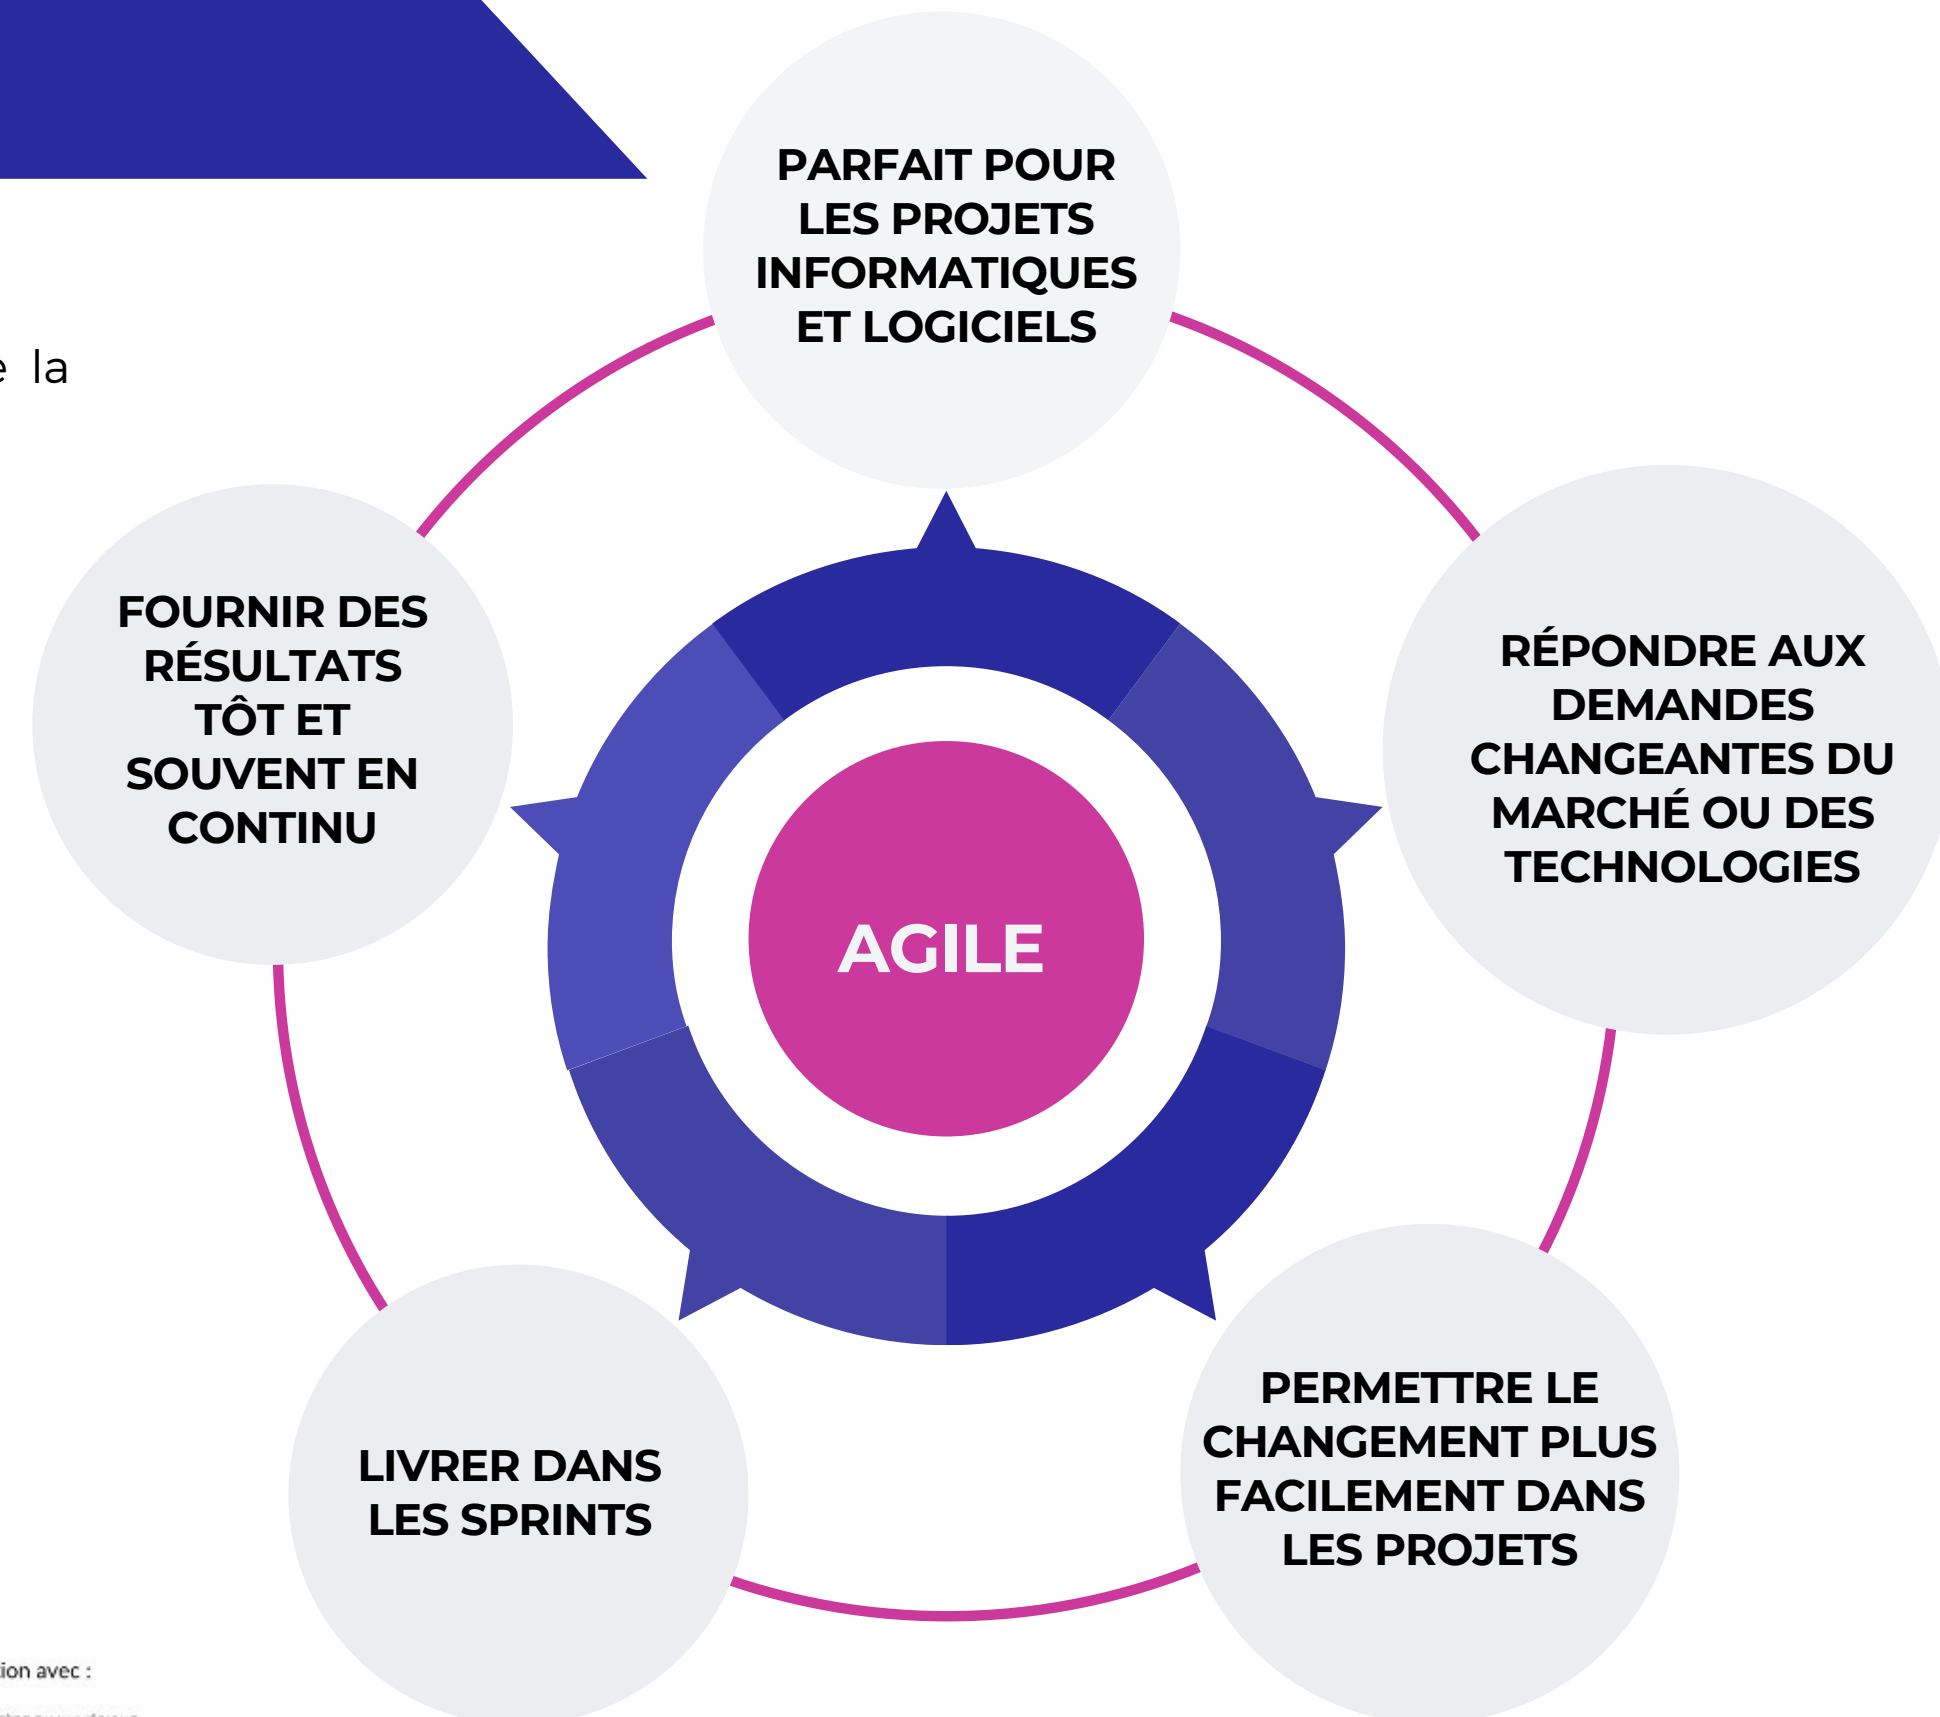 PARFAIT POUR
LES PROJETS
INFORMATIQUES
ET LOGICIELS
la
FOURNIR DES
RÉSULTATS
TÔT ET
SOUVENT EN
CONTINU
RÉPONDRE AUX
DEMANDES
CHANGEANTES DU
MARCHÉ OU DES
TECHNOLOGIES
AGILE
LIVRER DANS
LES SPRINTS
PERMETTRE LE
CHANGEMENT PLUS
FACILEMENT DANS
LES PROJETS
avec :